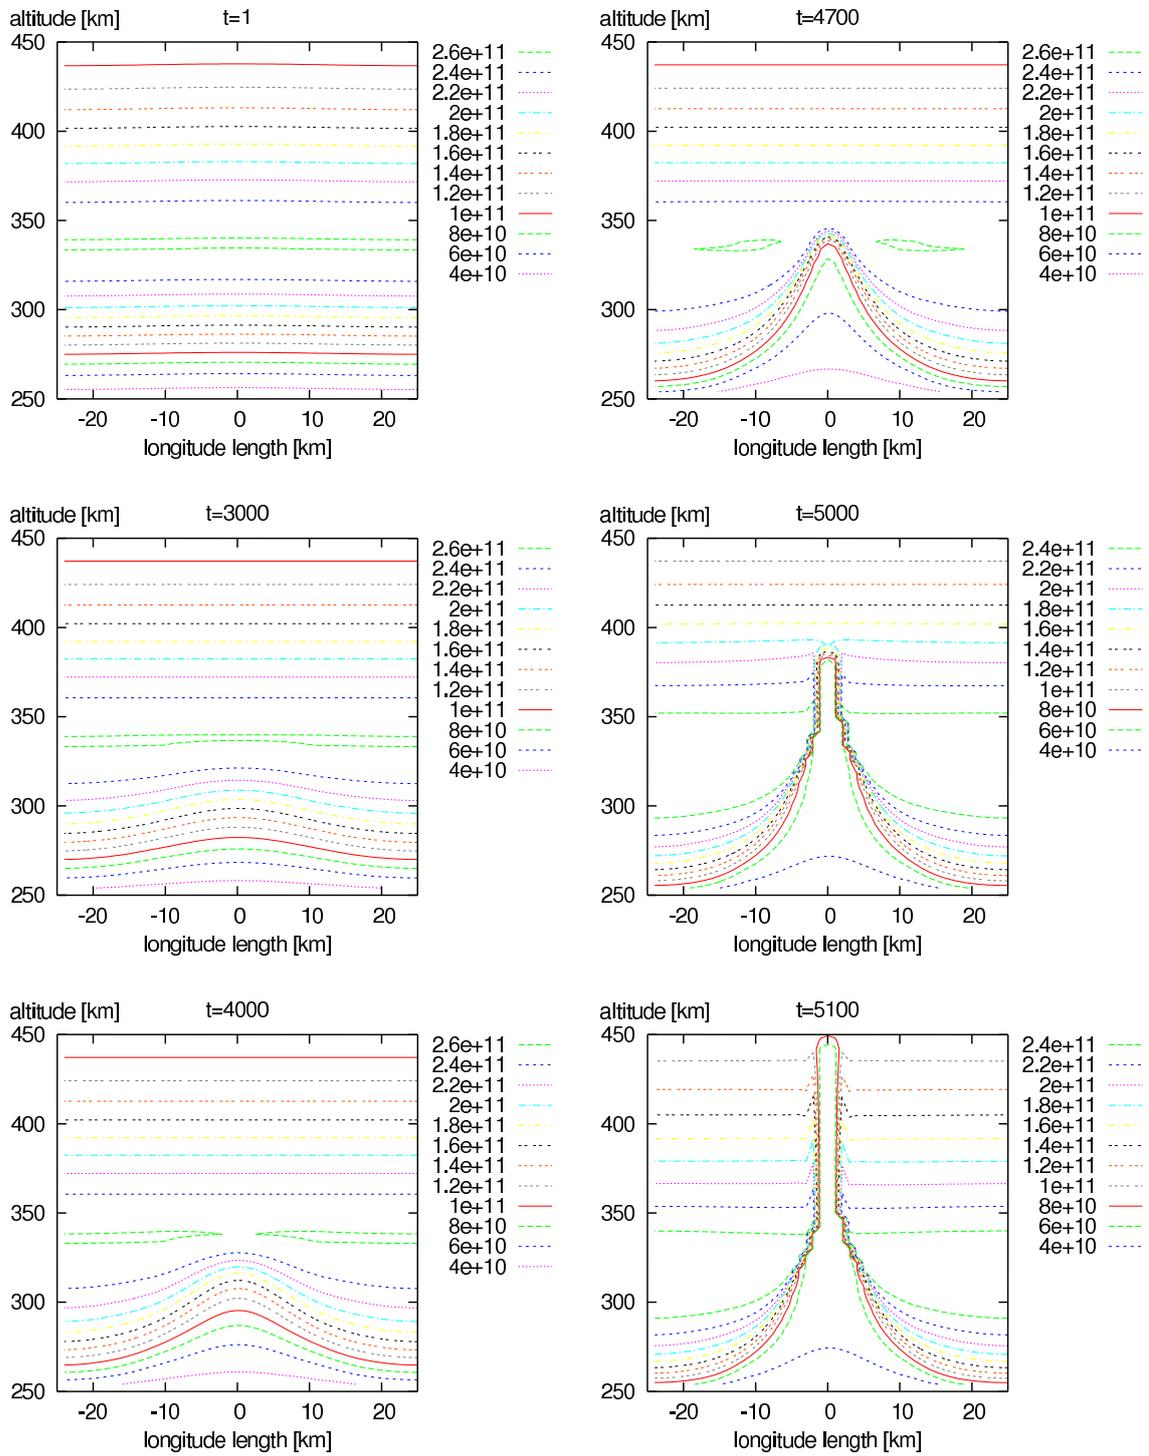 altitude [km] t=1
450
400
350
300
250
-20 -10 0 10 20
longitude length [km]
2.6e+11
2.4e+11
2.2e+11
2e+11
1.8e+11
1.6e+11
1.4e+11
1.2e+11
1e+11
8e+10
6e+10
4e+10
altitude [km] t=4700
450
400
350
300
250
-20 -10 0 10 20
longitude length [km]
2.6e+11
2.4e+11
2.2e+11
2e+11
1.8e+11
1.6e+11
1.4e+11
1.2e+11
1e+11
8e+10
6e+10
4e+10
altitude [km] t=3000
450
400
350
300
250
-20 -10 0 10 20
longitude length [km]
2.6e+11
2.4e+11
2.2e+11
2e+11
1.8e+11
1.6e+11
1.4e+11
1.2e+11
1e+11
8e+10
6e+10
4e+10
altitude [km] t=5000
450
400
350
300
250
-20 -10 0 10 20
longitude length [km]
2.4e+11
2.2e+11
2e+11
1.8e+11
1.6e+11
1.4e+11
1.2e+11
1e+11
8e+10
6e+10
4e+10
altitude [km] t=4000
450
400
350
300
250
-20 -10 0 10 20
longitude length [km]
2.6e+11
2.4e+11
2.2e+11
2e+11
1.8e+11
1.6e+11
1.4e+11
1.2e+11
1e+11
8e+10
6e+10
4e+10
altitude [km] t=5100
450
400
350
300
250
-20 -10 0 10 20
longitude length [km]
2.4e+11
2.2e+11
2e+11
1.8e+11
1.6e+11
1.4e+11
1.2e+11
1e+11
8e+10
6e+10
4e+10